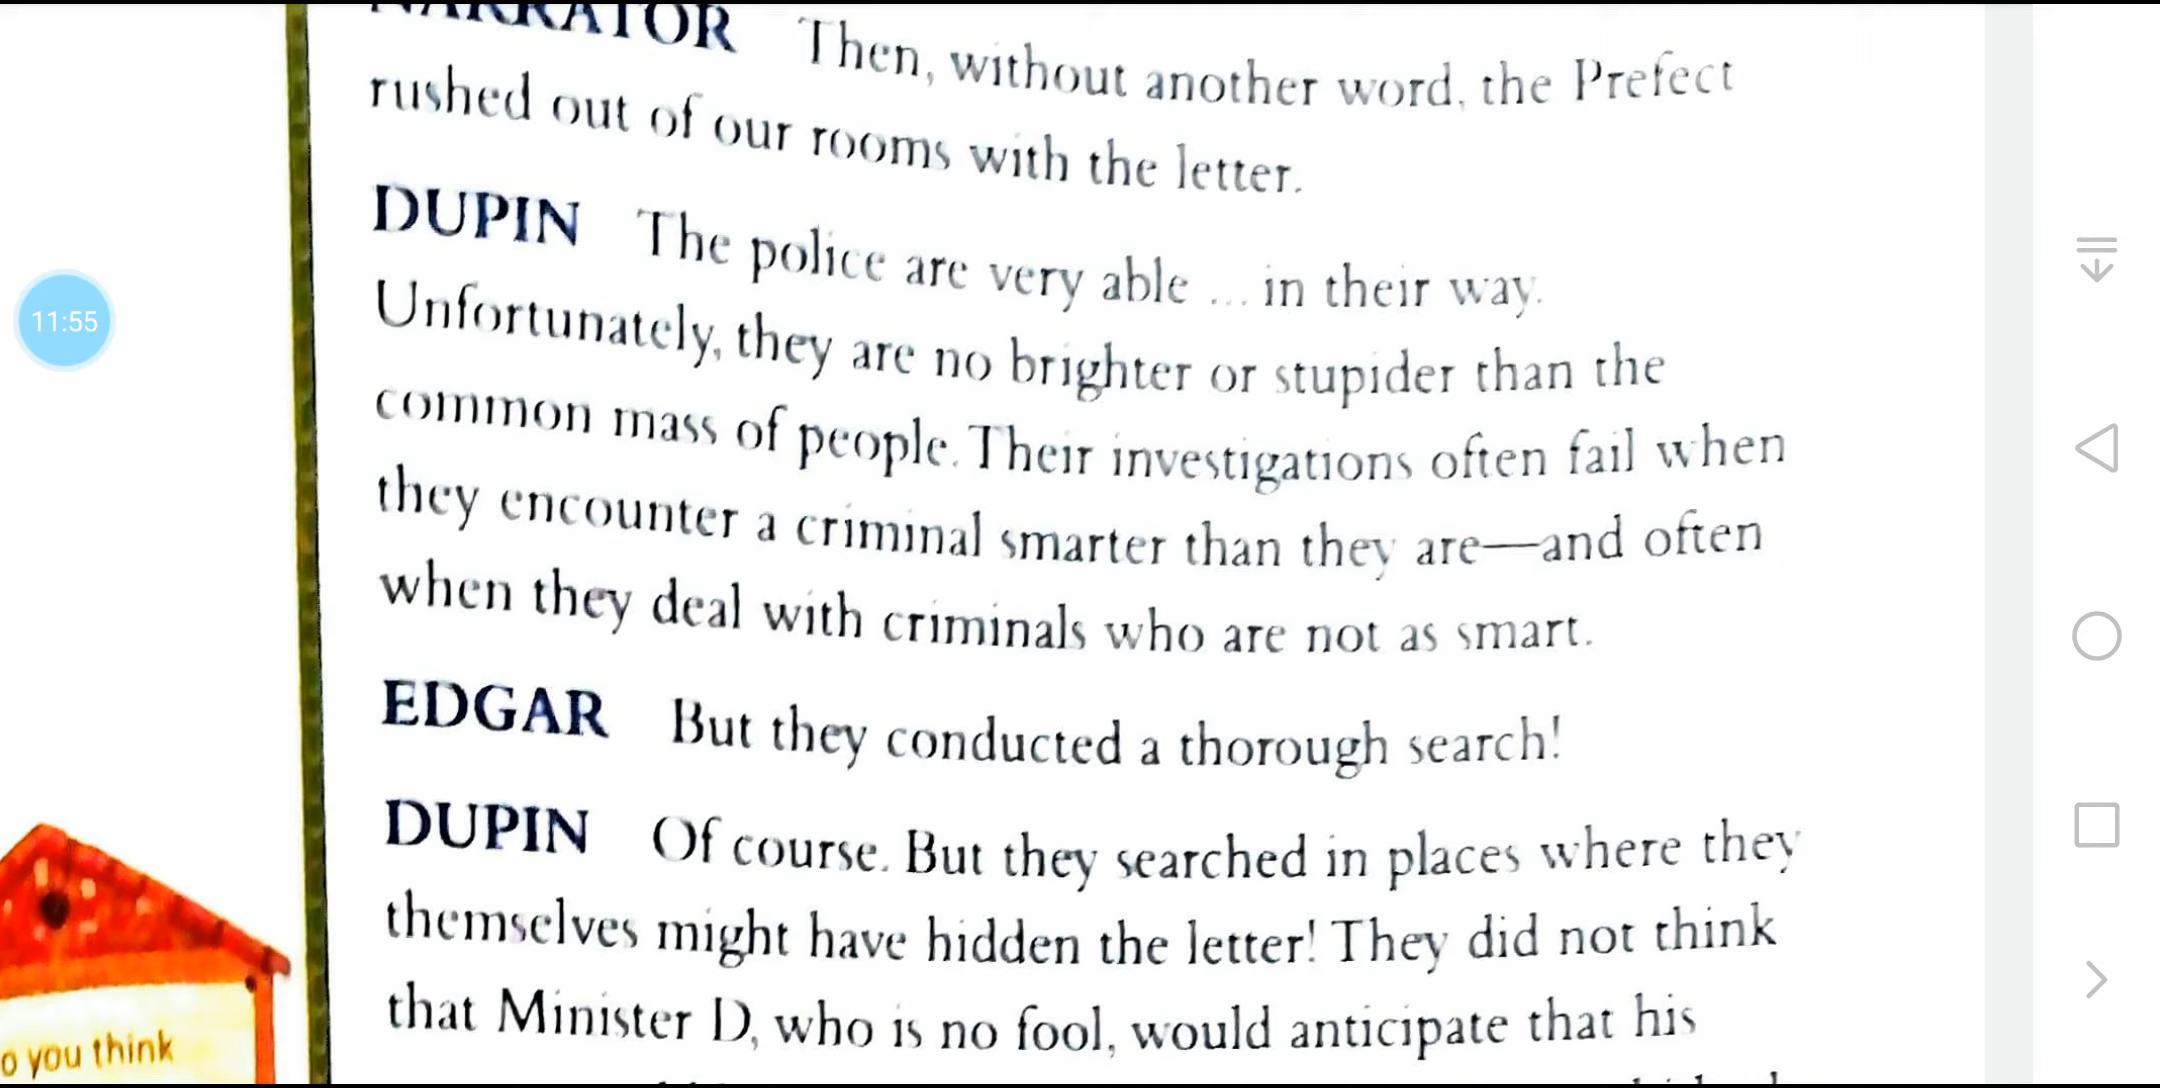 NARRATOR Then, without another word, the Prefect
rushed out of our rooms with the letter.
DUPIN The police are very able ... in their way.
Unfortunately, they are no brighter or stupider than the
common mass of people. Their investigations often fail when
they encounter a criminal smarter than they are—and often
when they deal with criminals who are not as smart.
EDGAR But they conducted a thorough search!
DUPIN Of course. But they searched in places where they
themselves might have hidden the letter! They did not think
that Minister D, who is no fool, would anticipate that his
11:55
o you think